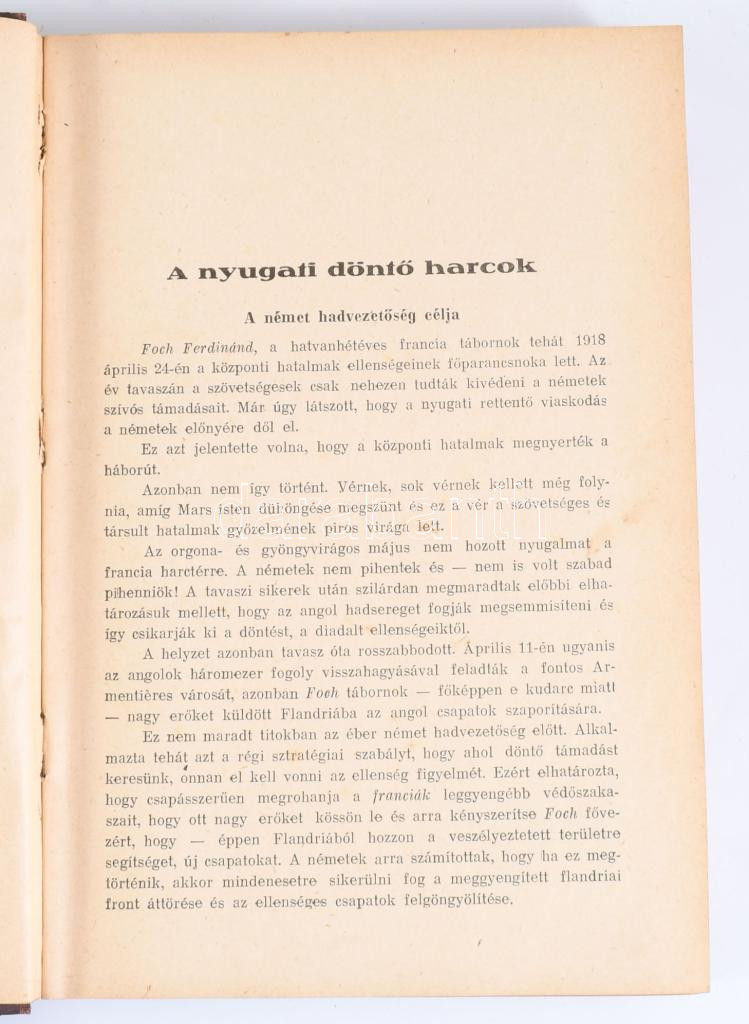 A nyugati döntő harcok
A német hadvezetőség célja
Foch Ferdinánd, a hatvanhétéves francia tábornok tehát 1918
április 24-én a központi hatalmak ellenségeinek főparancsnoka lett. Az
év tavaszán a szövetségesek csak nehezen tudták kivédeni a németek
szívós támadásait. Már úgy látszott, hogy a nyugati rettentő viaskodás
a németek előnyére dől el.
Ez azt jelentette volna, hogy a központi hatalmak megnyerték a
háborút.
Azonban nem így történt. Vérnek, sok vérnek kellett még foly-
nia, amíg Mars isten dühöngése megszünt és ez a vér a szövetséges és
társult hatalmak győzelmének piros virága lett.
Az orgona- és gyöngyvirágos május nem hozott nyugalmat a
francia harctérre. A németek nem pihentek és — nem is volt szabad
pihenniök! A tavaszi sikerek után szilárdan megmaradtak előbbi elha-
tározásuk mellett, hogy az angol hadsereget fogják megsemmisíteni és
így csikarják ki a döntést, a diadalt ellenségeiktől.
A helyzet azonban tavasz óta rosszabbodott. Április 11-én ugyanis
az angolok háromezer fogoly visszahagyásával feladták a fontos Ar-
mentières városát, azonban Foch tábornok — főképpen e kudarc miatt
— nagy erőket küldött Flandriába az angol csapatok szaporítására.
Ez nem maradt titokban az éber német hadvezetőség előtt. Alkal-
mazta tehát azt a régi sztratégiai szabályt, hogy ahol döntő támadást
keresünk, onnan el kell vonni az ellenség figyelmét. Ezért elhatározta,
hogy csapásszerűen megrohanja a franciák leggyengébb védőszaka-
szait, hogy ott nagy erőket kössön le és arra kényszerítse Foch főve-
zért, hogy — éppen Flandriából hozzon a veszélyeztetett területre
segítséget, új csapatokat. A németek arra számítottak, hogy ha ez meg-
történik, akkor mindenesetre sikerülni fog a meggyengített flandriai
front áttörése és az ellenséges csapatok felgöngyölítése.